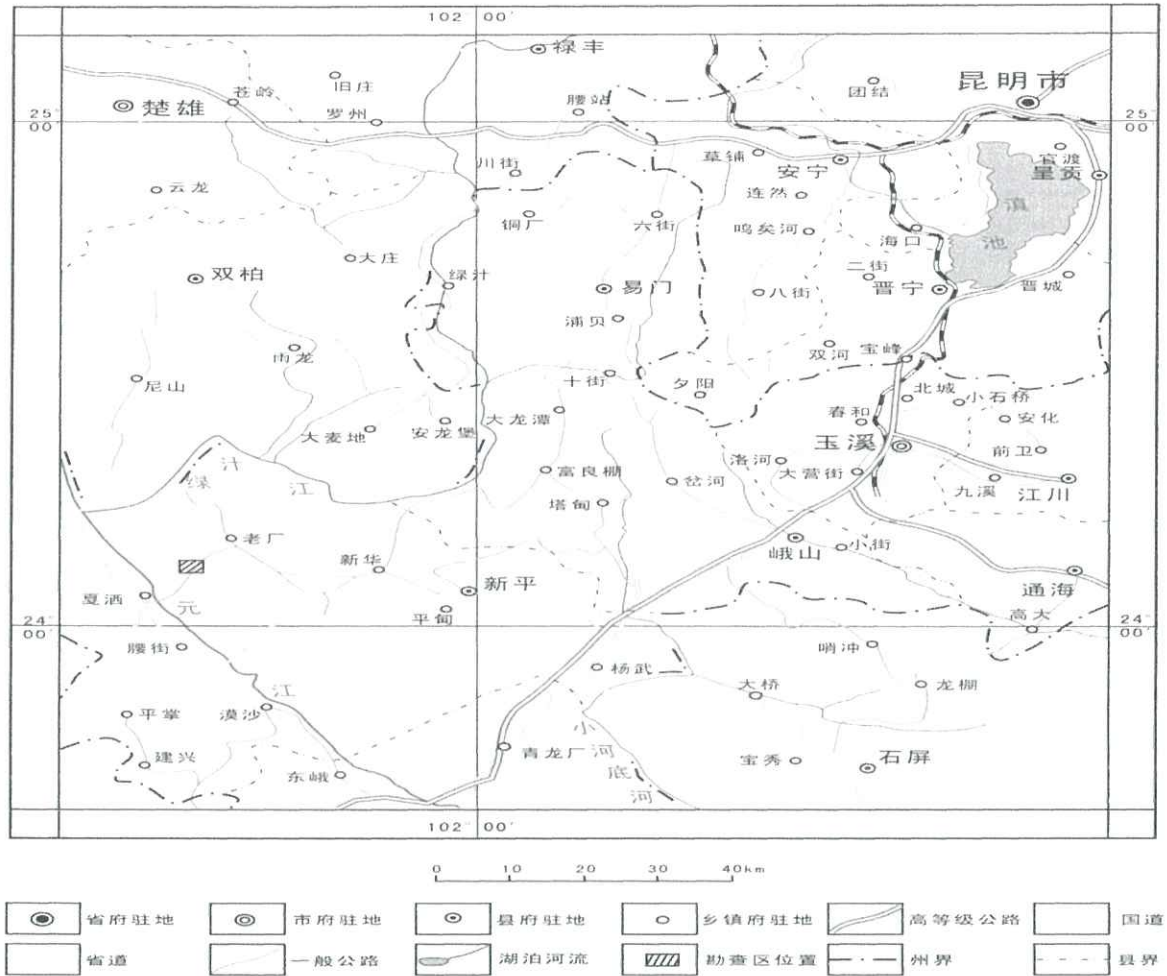 102°00′
禄丰
昆明市
旧庄
苍岭
团结
楚雄
腰站
罗州
25°00′
25°00′
草铺
官渡
川街
安宁
呈贡
云龙
连然
滇池
铜厂
六街
鸣矣河
海口
大庄
双柏
绿汁
二街
易门
八街
晋宁
晋城
浦贝
雨龙
双河
宝峰
尼山
十街
夕阳
北城
小石桥
大龙潭
春和
安化
大麦地
安龙堡
玉溪
前卫
绿汁江
富良棚
洛河
大营街
岔河
九溪
江川
塔甸
老厂
峨山
小街
新华
新平
通海
夏洒
元江
平甸
高大
24°00′
24°00′
腰街
哨冲
杨武
大桥
龙棚
平掌
漠沙
建兴
青龙厂
小河底河
宝秀
石屏
东峨
102°00′
0 10 20 30 40km
省府驻地 市府驻地 县府驻地 乡镇府驻地 高等级公路 国道
省道 一般公路 湖泊河流 勘查区位置 州界 县界